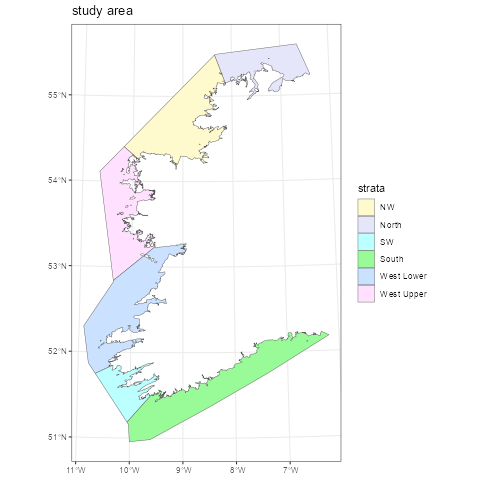 study area
55°N
54°N
53°N
52°N
51°N
11°W
10°W
9°W
8°W
7°W
strata
NW
North
SW
South
West Lower
West Upper